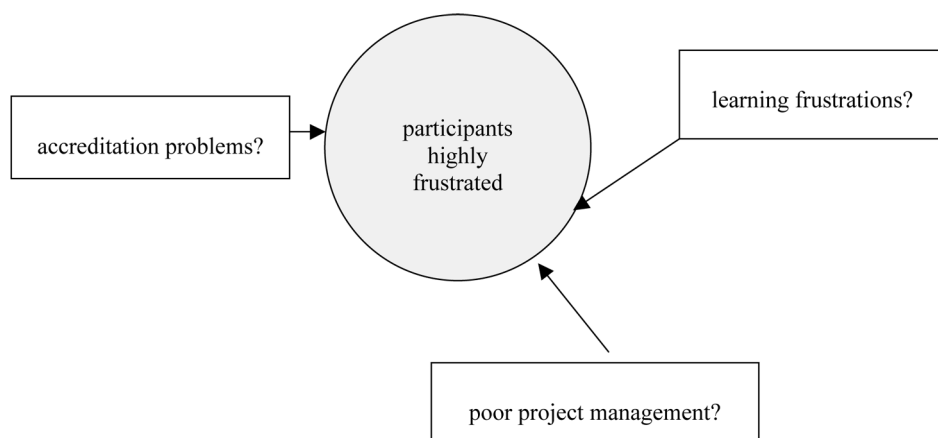 accreditation problems?
participants
highly
frustrated
learning frustrations?
poor project management?